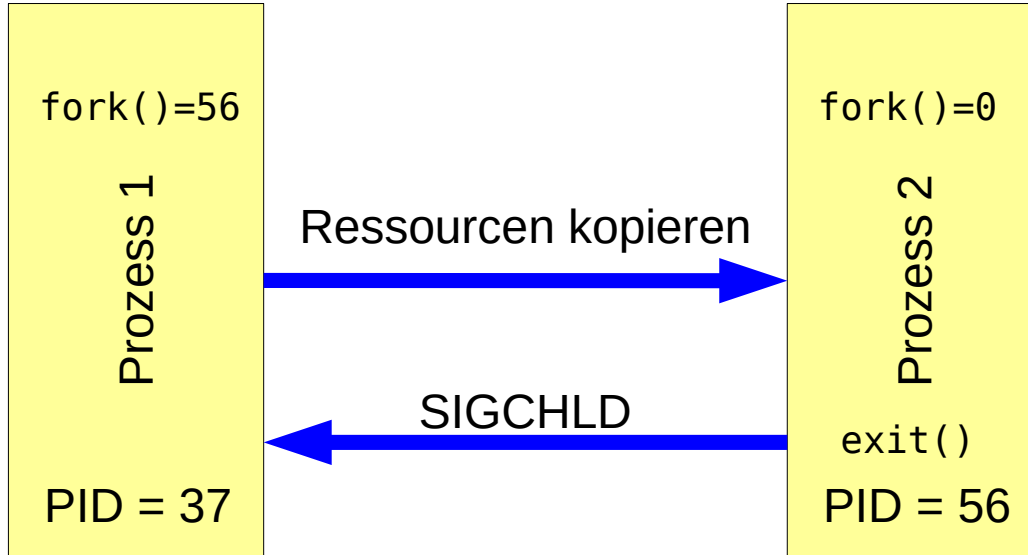 fork()=56
Prozess 1
PID = 37
Ressourcen kopieren
SIGCHLD
fork()=0
Prozess 2
exit()
PID = 56